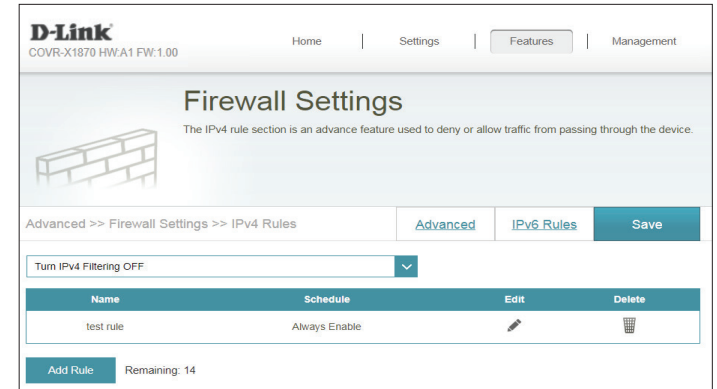 D-Link
COVR-X1870 HW:A1 FW:1.00
Home Settings Features Management
Firewall Settings
The IPv4 rule section is an advance feature used to deny or allow traffic from passing through the device.
Advanced >> Firewall Settings >> IPv4 Rules Advanced IPv6 Rules Save
Turn IPv4 Filtering OFF
Name Schedule Edit Delete
test rule Always Enable
Add Rule Remaining: 14